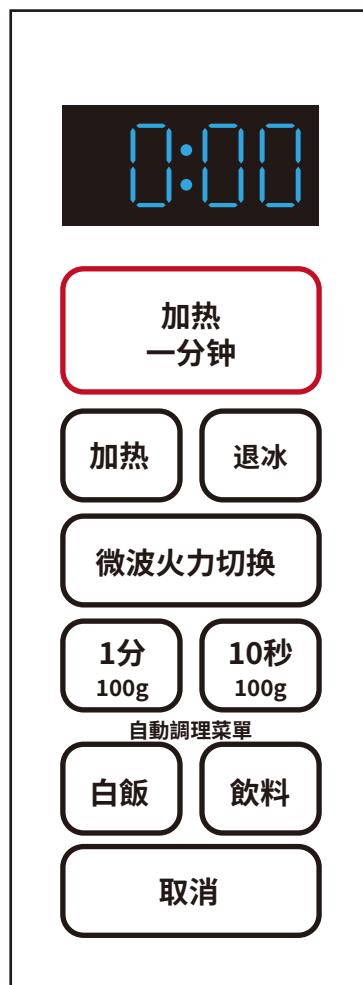 0:00
加热
一分钟
加热
退冰
微波火力切换
1分
100g
10秒
100g
自動調理菜單
白飯
飲料
取消